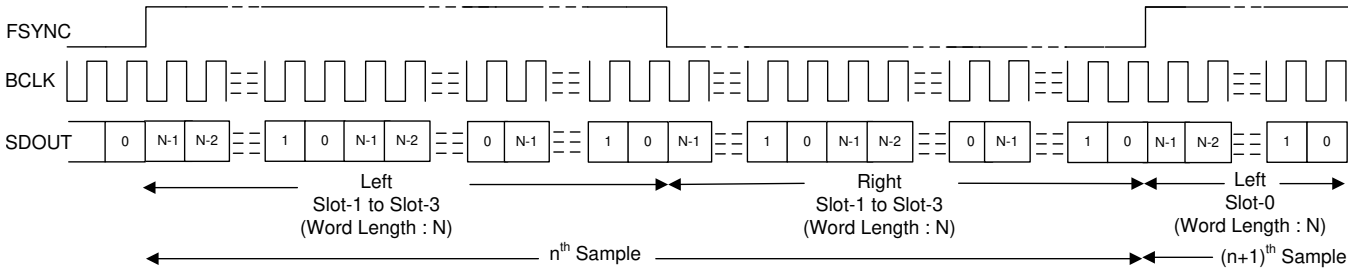 FSYNC
BCLK
SDOUT
0 N-1 N-2 1 0 N-1 N-2 0 N-1 1 0 N-1 1 0 N-1 N-2 0 N-1 1 0 N-1 N-2 1 0
Left
Slot-1 to Slot-3
(Word Length : N)
Right
Slot-1 to Slot-3
(Word Length : N)
Left
Slot-0
(Word Length : N)
nth Sample
(n+1)th Sample